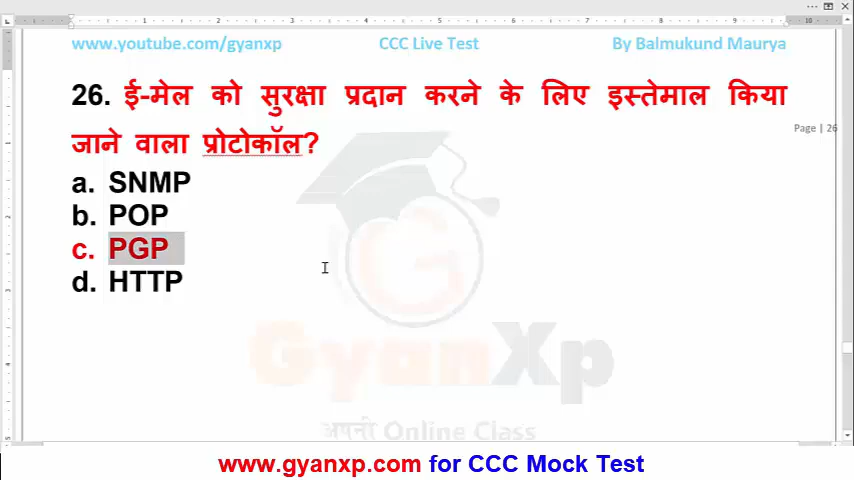 www.youtube.com/gyanxp CCC Live Test By Balmukund Maurya
26. ई-मेल को सुरक्षा प्रदान करने के लिए इस्तेमाल किया
Page | 26
जाने वाला प्रोटोकॉल?
a. SNMP
b. POP
c. PGP
d. HTTP
G
GyanXp
अपनी Online Class
www.gyanxp.com for CCC Mock Test